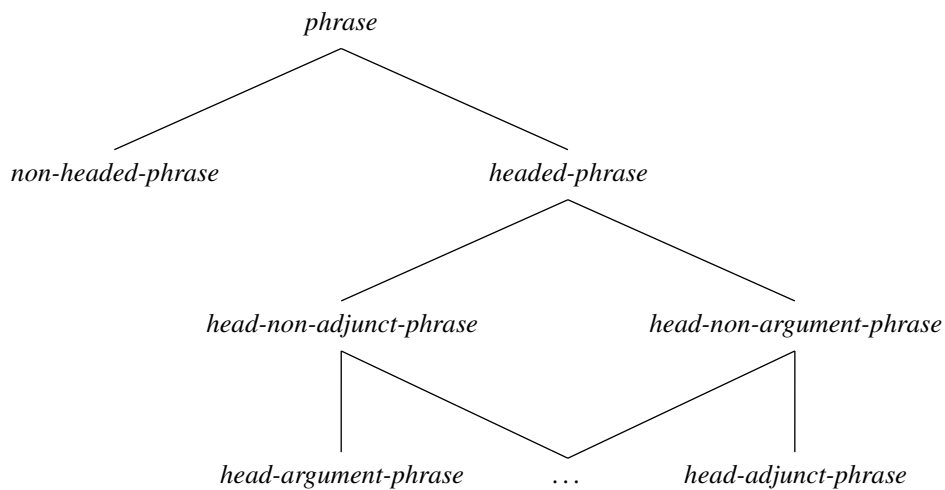 phrase
non-headed-phrase headed-phrase
head-non-adjunct-phrase head-non-argument-phrase
head-argument-phrase ... head-adjunct-phrase